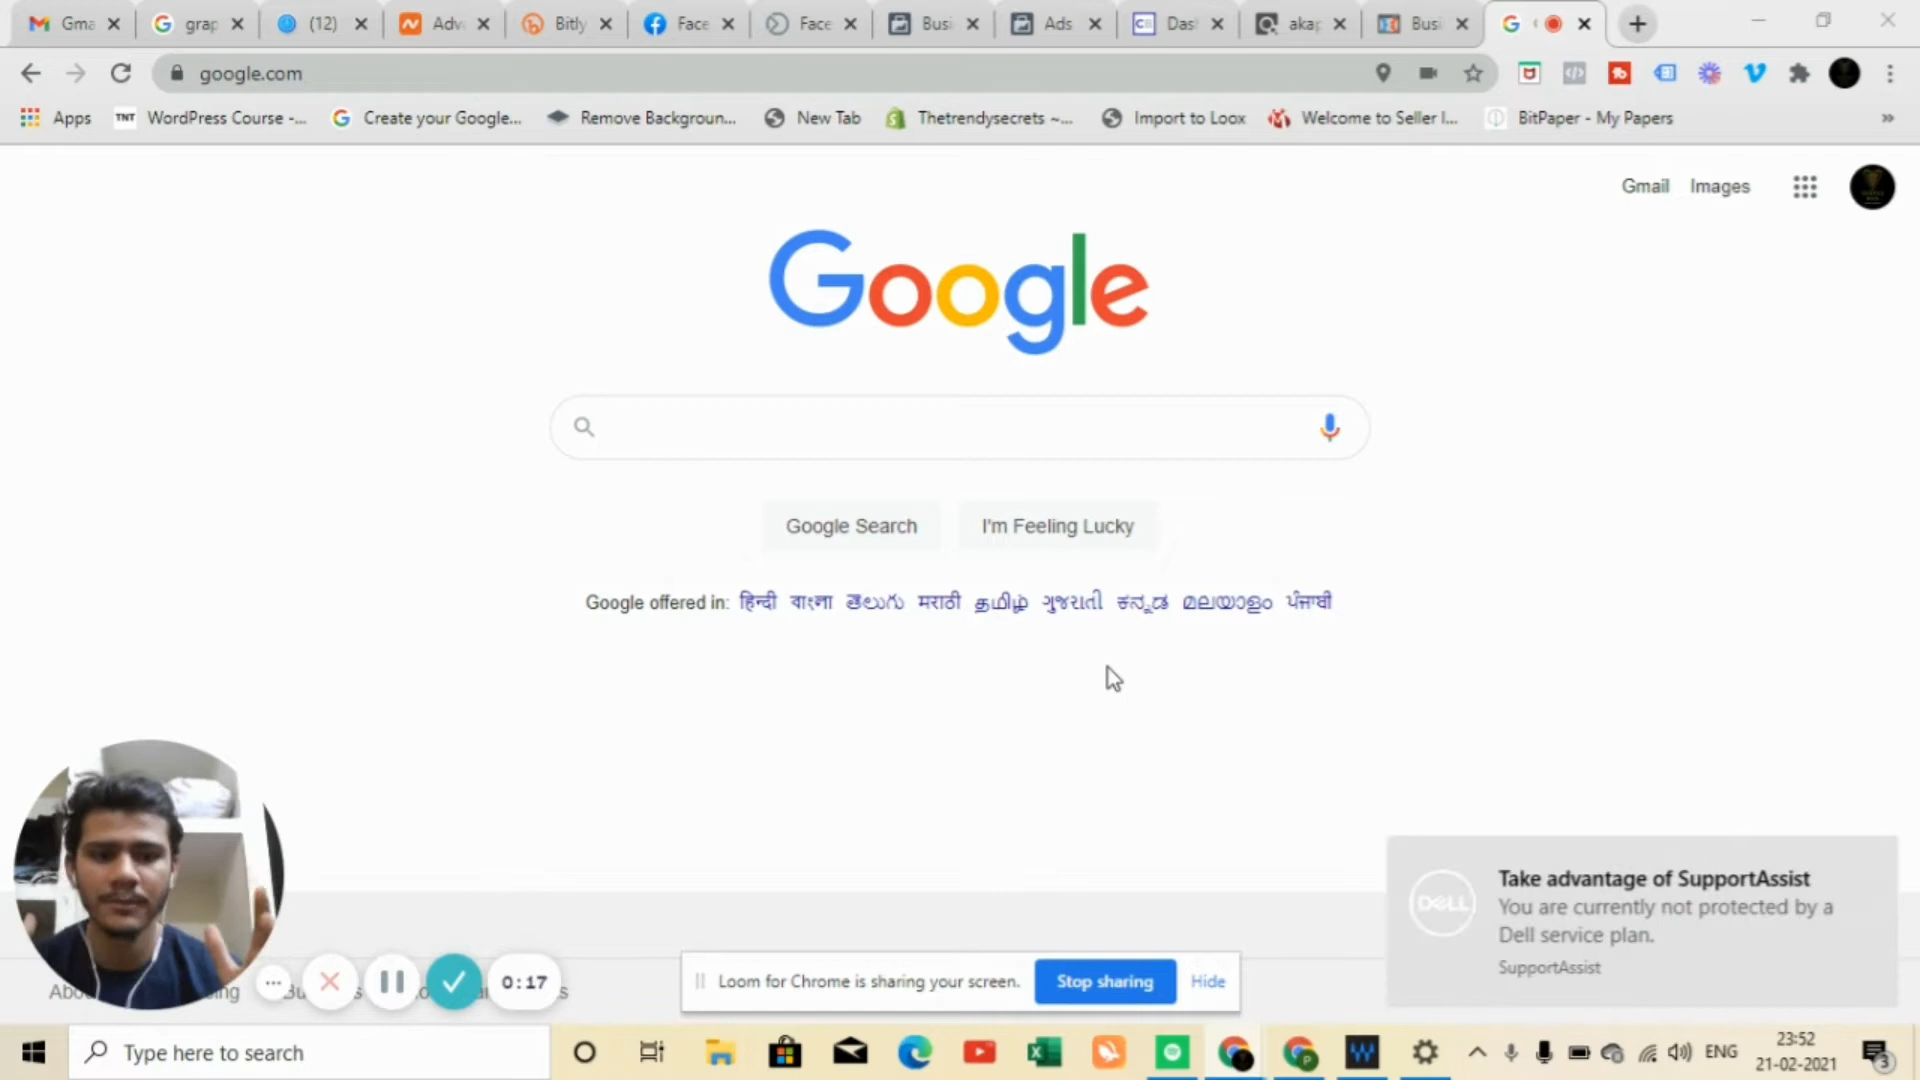 Gma grap (12) Adv Bitly Face Face Busi Ads Das akap Busi
google.com
Apps TNT WordPress Course -... Create your Google... Remove Backgroun... New Tab Thetrendysecrets ~... Import to Loox Welcome to Seller I... BitPaper - My Papers »
Gmail Images
Google
Google Search I'm Feeling Lucky
Google offered in: हिन्दी বাংলা తెలుగు मराठी தமிழ் ગુજરાતી ಕನ್ನಡ മലയാളം ਪੰਜਾਬੀ
Take advantage of SupportAssist
DELL You are currently not protected by a
Dell service plan.
SupportAssist
0:17
Loom for Chrome is sharing your screen. Stop sharing Hide
Type here to search
ENG
23:52
21-02-2021
3